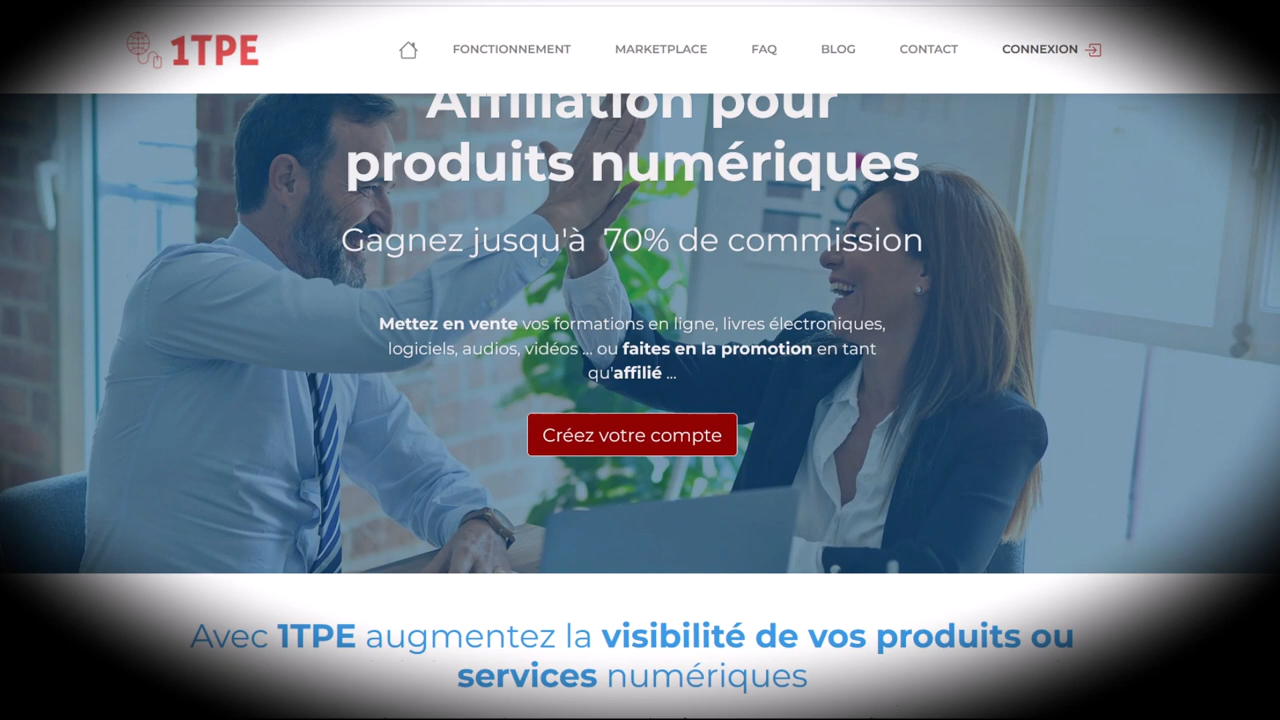 1TPE
FONCTIONNEMENT
MARKETPLACE
FAQ
BLOG
CONTACT
CONNEXION
Affiliation pour
produits numériques
Gagnez jusqu'à 70% de commission
Mettez en vente vos formations en ligne, livres électroniques,
logiciels, audios, vidéos ... ou faites en la promotion en tant
qu'affilié ...
Créez votre compte
Avec 1TPE augmentez la visibilité de vos produits ou
services numériques